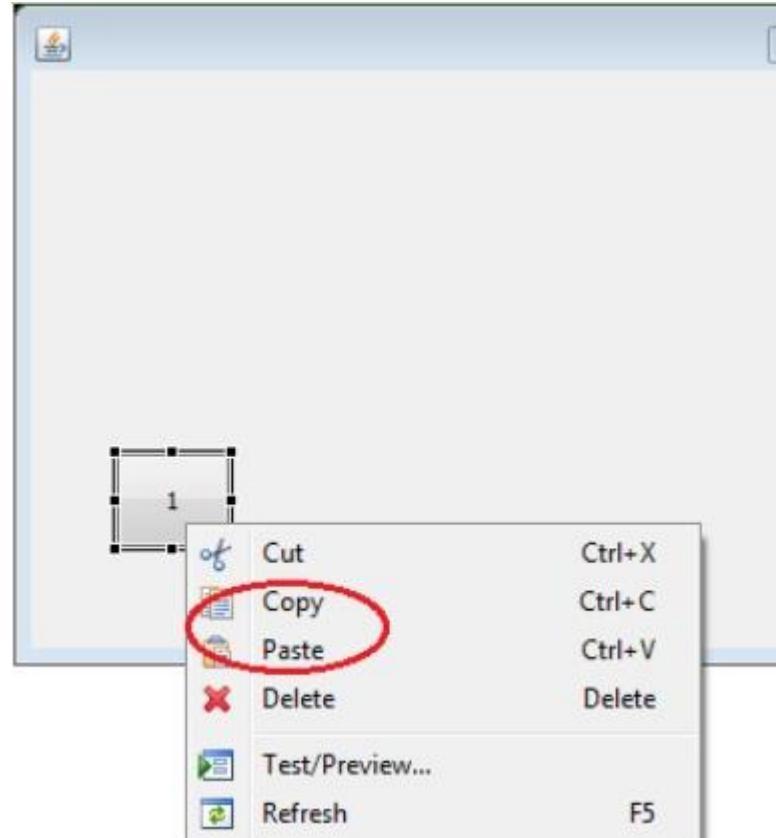 1
Cut Ctrl+X
Copy Ctrl+C
Paste Ctrl+V
Delete Delete
Test/Preview...
Refresh F5